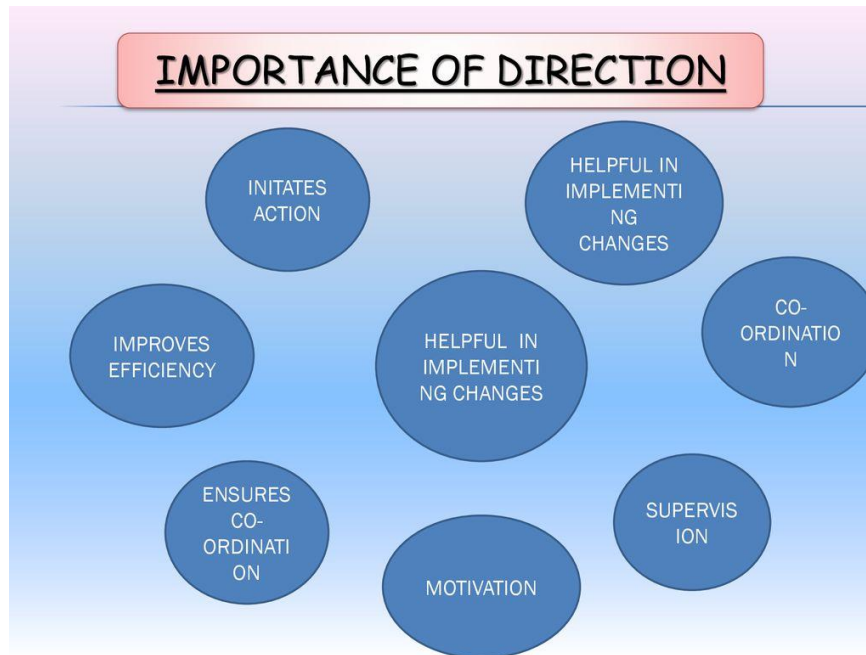 IMPORTANCE OF DIRECTION
INITATES
ACTION
HELPFUL IN
IMPLEMENTI
NG
CHANGES
IMPROVES
EFFICIENCY
HELPFUL IN
IMPLEMENTI
NG CHANGES
CO-
ORDINATIO
N
ENSURES
CO-
ORDINATI
ON
MOTIVATION
SUPERVIS
ION